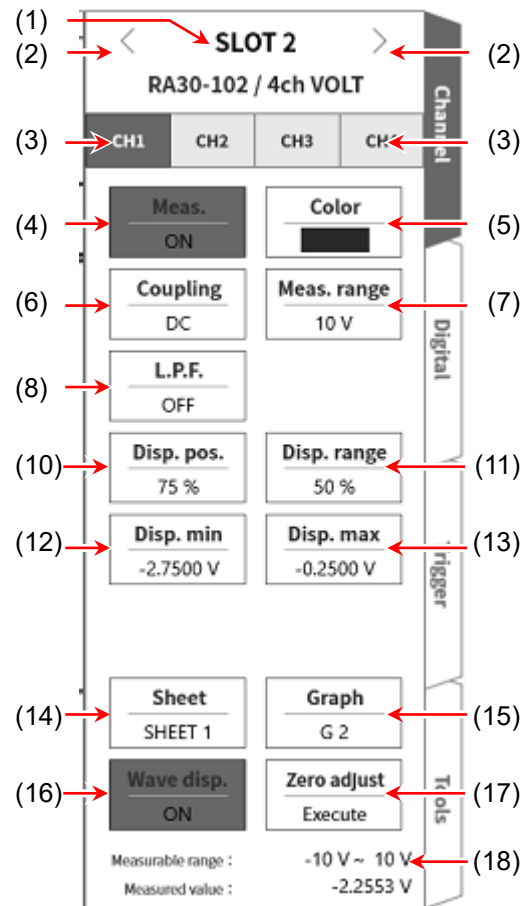 (1)
(2) < SLOT 2 > (2)
RA30-102 / 4ch VOLT
Channel
(3) CH1 CH2 CH3 (3)
(4) Meas. Color (5)
ON
(6) Coupling Meas. range (7)
DC 10 V
Digital
(8) L.P.F.
OFF
(10) Disp. pos. Disp. range (11)
75 % 50 %
(12) Disp. min Disp. max (13)
-2.7500 V -0.2500 V
Trigger
(14) Sheet Graph (15)
SHEET 1 G 2
(16) Wave disp. Zero adjust (17)
ON Execute
Tools
Measurable range : -10 V ~ 10 V (18)
Measured value : -2.2553 V